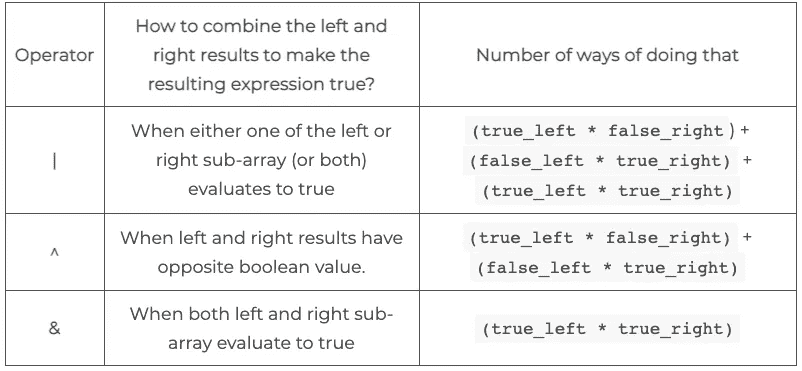 Operator
How to combine the left and
right results to make the
resulting expression true?
Number of ways of doing that
|
When either one of the left or
right sub-array (or both)
evaluates to true
(true_left * false_right) +
(false_left * true_right) +
(true_left * true_right)
^
When left and right results have
opposite boolean value.
(true_left * false_right) +
(false_left * true_right)
&
When both left and right sub-
array evaluate to true
(true_left * true_right)